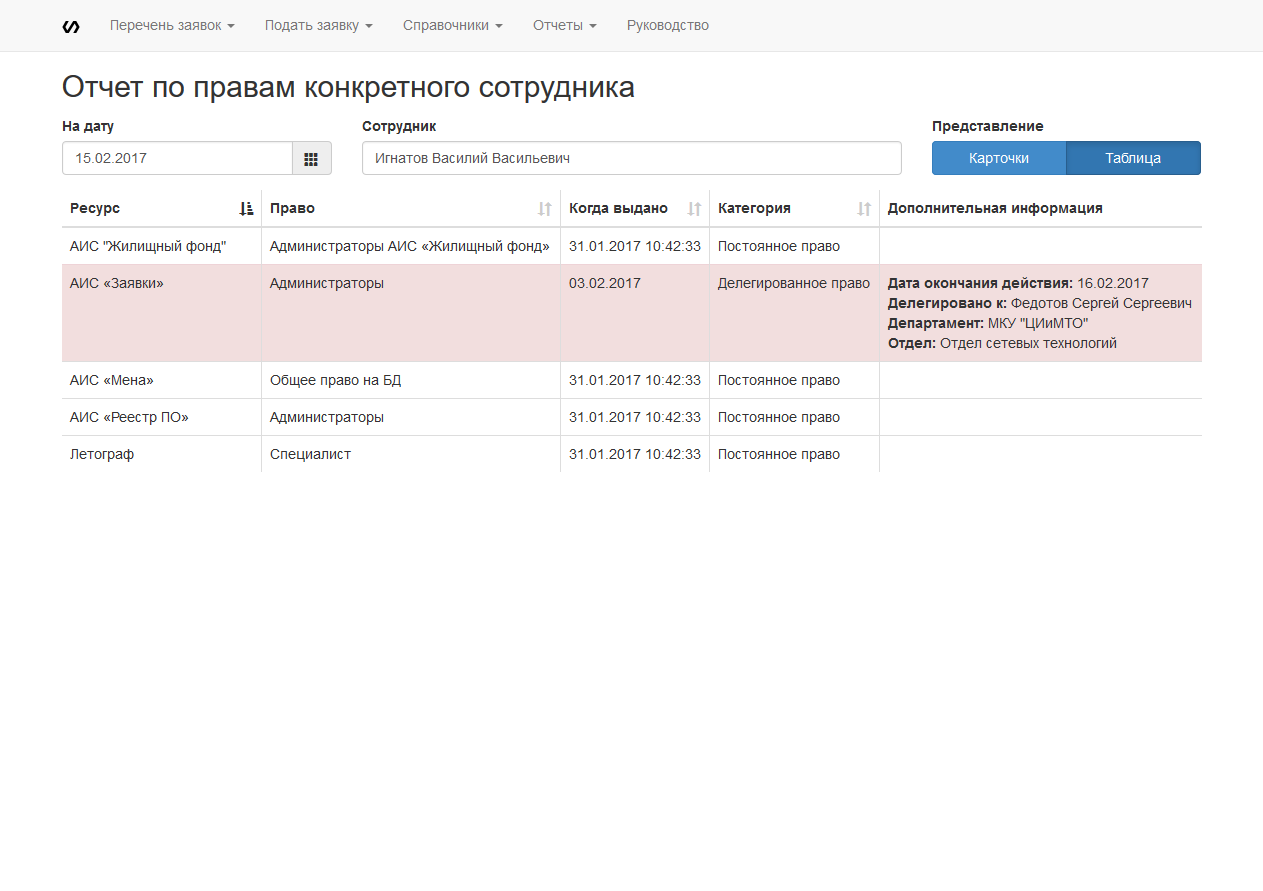 Перечень заявок Подать заявку Справочники Отчеты Руководство
Отчет по правам конкретного сотрудника
На дату Сотрудник Представление
15.02.2017 Игнатов Василий Васильевич Карточки Таблица
Ресурс Право Когда выдано Категория Дополнительная информация
АИС "Жилищный фонд" Администраторы АИС «Жилищный фонд» 31.01.2017 10:42:33 Постоянное право
АИС «Заявки» Администраторы 03.02.2017 Делегированное право Дата окончания действия: 16.02.2017
Делегировано к: Федотов Сергей Сергеевич
Департамент: МКУ "ЦИиМТО"
Отдел: Отдел сетевых технологий
АИС «Мена» Общее право на БД 31.01.2017 10:42:33 Постоянное право
АИС «Реестр ПО» Администраторы 31.01.2017 10:42:33 Постоянное право
Летограф Специалист 31.01.2017 10:42:33 Постоянное право